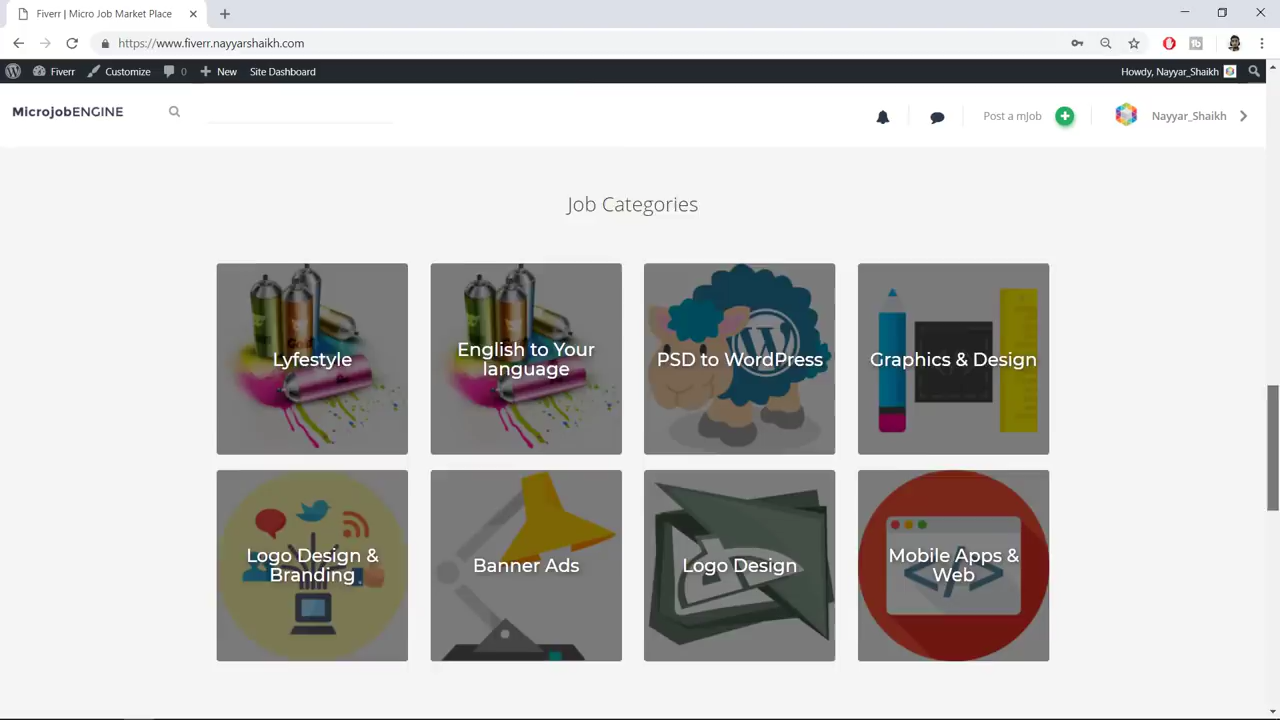 Fiverr | Micro Job Market Place
https://www.fiverr.nayyarshaikh.com
Fiverr Customize 0 New Site Dashboard Howdy, Nayyar_Shaikh
MicrojobENGINE Post a mJob Nayyar_Shaikh
Job Categories
Lyfestyle
English to Your
language
PSD to WordPress
Graphics & Design
Logo Design &
Branding
Banner Ads
Logo Design
Mobile Apps &
Web